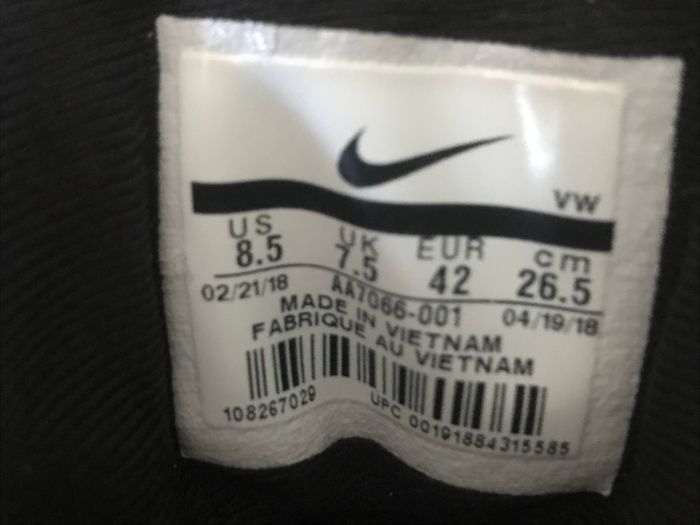 VW
US UK EUR cm
8.5 7.5 42 26.5
02/21/18 AA7066-001 04/19/18
MADE IN VIETNAM
FABRIQUE AU VIETNAM
108267029 UPC 00191884315585